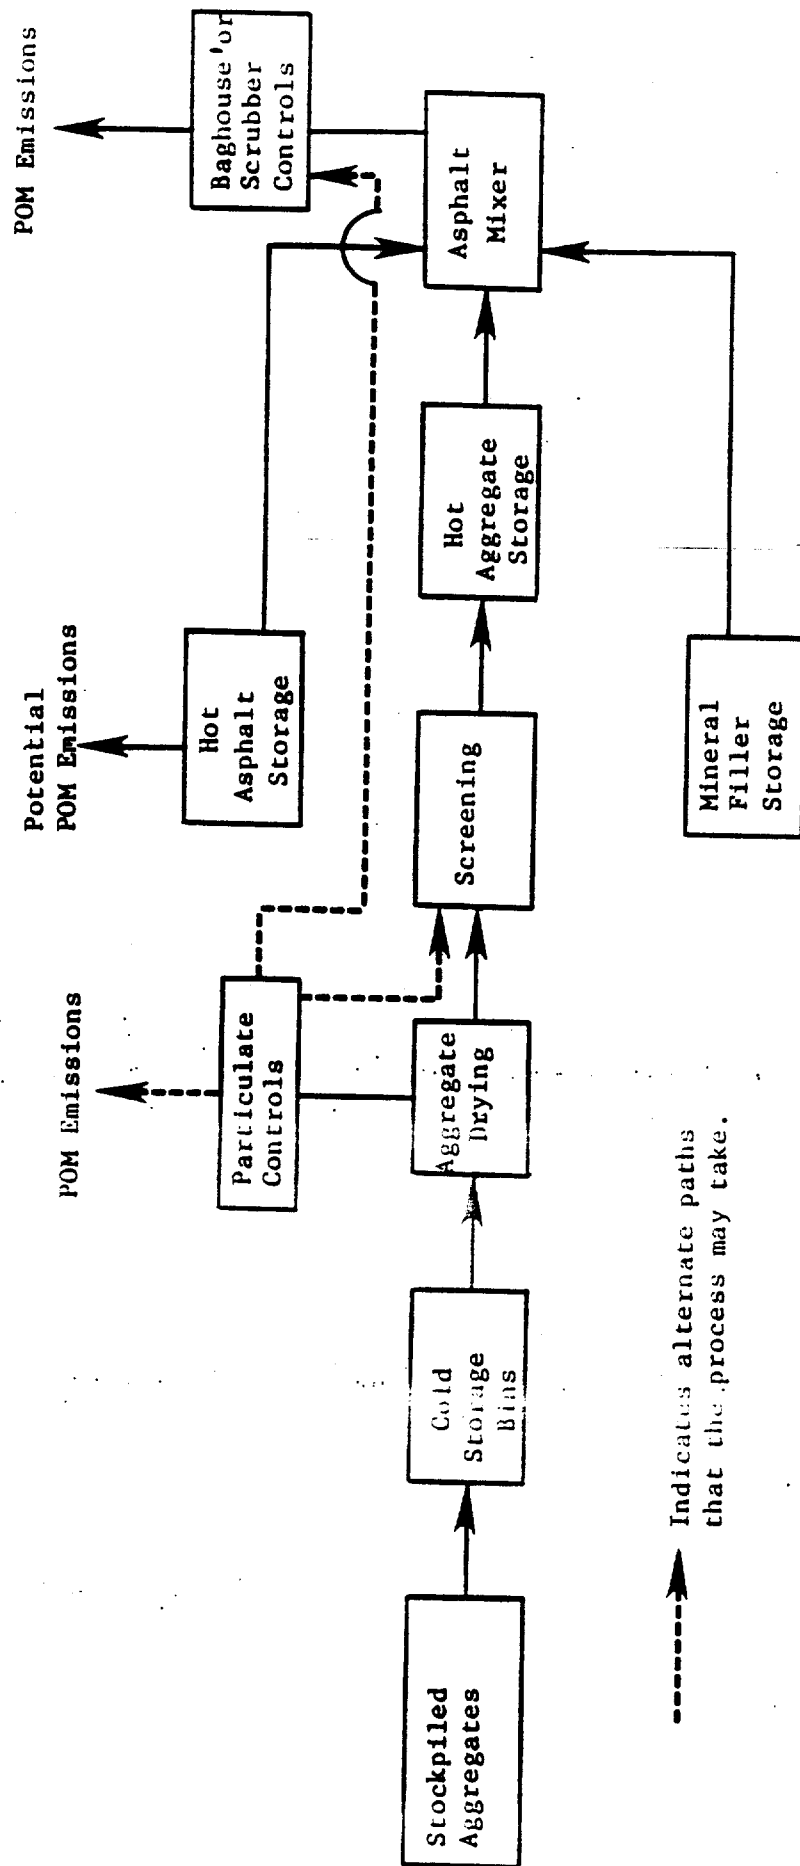 POM Emissions
Baghouse or
Scrubber
Controls
Potential
POM Emissions
Hot
Asphalt
Storage
POM Emissions
Particulate
Controls
Stockpiled
Aggregates
Cold
Storage
Bins
Aggregate
Drying
Screening
Hot
Aggregate
Storage
Asphalt
Mixer
Mineral
Filler
Storage
Indicates alternate paths
that the process may take.